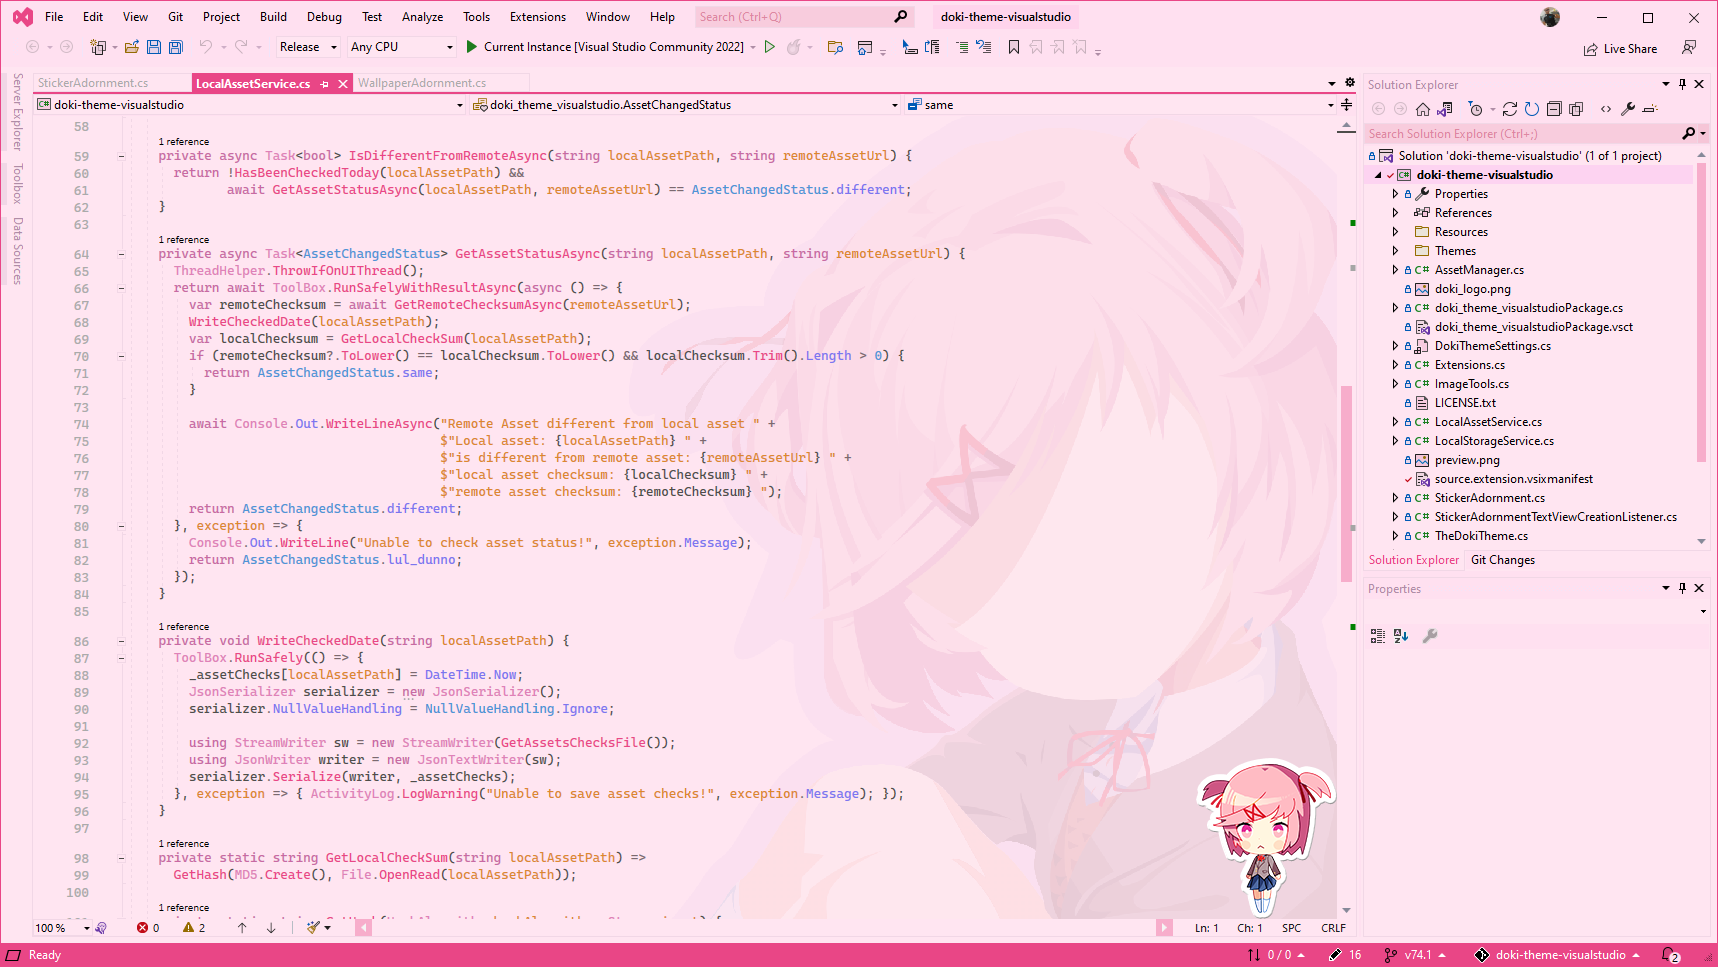 File Edit View Git Project Build Debug Test Analyze Tools Extensions Window Help Search (Ctrl+Q) doki-theme-visualstudio
Release Any CPU Current Instance [Visual Studio Community 2022] Live Share
Server Explorer
Toolbox
Data Sources
StickerAdornment.cs LocalAssetService.cs WallpaperAdornment.cs
doki-theme-visualstudio doki_theme_visualstudio.AssetChangedStatus same
58
1 reference
59 private async Task<bool> IsDifferentFromRemoteAsync(string localAssetPath, string remoteAssetUrl) {
60 return !HasBeenCheckedToday(localAssetPath) &&
61 await GetAssetStatusAsync(localAssetPath, remoteAssetUrl) == AssetChangedStatus.different;
62 }
63
1 reference
64 private async Task<AssetChangedStatus> GetAssetStatusAsync(string localAssetPath, string remoteAssetUrl) {
65 ThreadHelper.ThrowIfOnUIThread();
66 return await ToolBox.RunSafelyWithResultAsync(async () => {
67 var remoteChecksum = await GetRemoteChecksumAsync(remoteAssetUrl);
68 WriteCheckedDate(localAssetPath);
69 var localChecksum = GetLocalCheckSum(localAssetPath);
70 if (remoteChecksum?.ToLower() == localChecksum.ToLower() && localChecksum.Trim().Length > 0) {
71 return AssetChangedStatus.same;
72 }
73
74 await Console.Out.WriteLineAsync("Remote Asset different from local asset " +
75 $"Local asset: {localAssetPath} " +
76 $"is different from remote asset: {remoteAssetUrl} " +
77 $"local asset checksum: {localChecksum} " +
78 $"remote asset checksum: {remoteChecksum} ");
79 return AssetChangedStatus.different;
80 }, exception => {
81 Console.Out.WriteLine("Unable to check asset status!", exception.Message);
82 return AssetChangedStatus.lul_dunno;
83 });
84 }
85
1 reference
86 private void WriteCheckedDate(string localAssetPath) {
87 ToolBox.RunSafely(() => {
88 _assetChecks[localAssetPath] = DateTime.Now;
89 JsonSerializer serializer = new JsonSerializer();
90 serializer.NullValueHandling = NullValueHandling.Ignore;
91
92 using StreamWriter sw = new StreamWriter(GetAssetsChecksFile());
93 using JsonWriter writer = new JsonTextWriter(sw);
94 serializer.Serialize(writer, _assetChecks);
95 }, exception => { ActivityLog.LogWarning("Unable to save asset checks!", exception.Message); });
96 }
97
1 reference
98 private static string GetLocalCheckSum(string localAssetPath) =>
99 GetHash(MD5.Create(), File.OpenRead(localAssetPath));
100
1 reference
100 % 0 2 Ln: 1 Ch: 1 SPC CRLF
Solution Explorer
Search Solution Explorer (Ctrl+;)
Solution 'doki-theme-visualstudio' (1 of 1 project)
doki-theme-visualstudio
Properties
References
Resources
Themes
C# AssetManager.cs
doki_logo.png
C# doki_theme_visualstudioPackage.cs
doki_theme_visualstudioPackage.vsct
DokiThemeSettings.cs
C# Extensions.cs
C# ImageTools.cs
LICENSE.txt
C# LocalAssetService.cs
C# LocalStorageService.cs
preview.png
source.extension.vsixmanifest
C# StickerAdornment.cs
C# StickerAdornmentTextViewCreationListener.cs
C# TheDokiTheme.cs
Solution Explorer Git Changes
Properties
Ready 0 / 0 16 v74.1 doki-theme-visualstudio 2